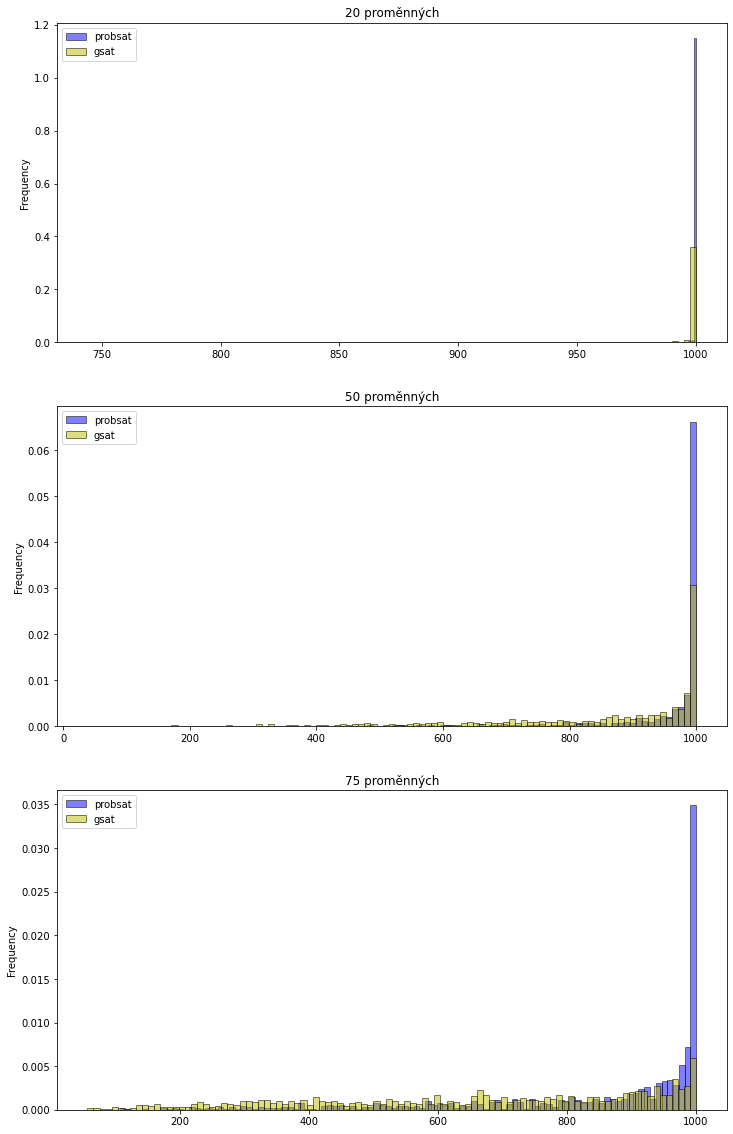 20 proměnných
probsat
gsat
Frequency
1.2
1.0
0.8
0.6
0.4
0.2
0.0
750 800 850 900 950 1000
50 proměnných
probsat
gsat
Frequency
0.06
0.05
0.04
0.03
0.02
0.01
0.00
0 200 400 600 800 1000
75 proměnných
probsat
gsat
Frequency
0.035
0.030
0.025
0.020
0.015
0.010
0.005
0.000
200 400 600 800 1000